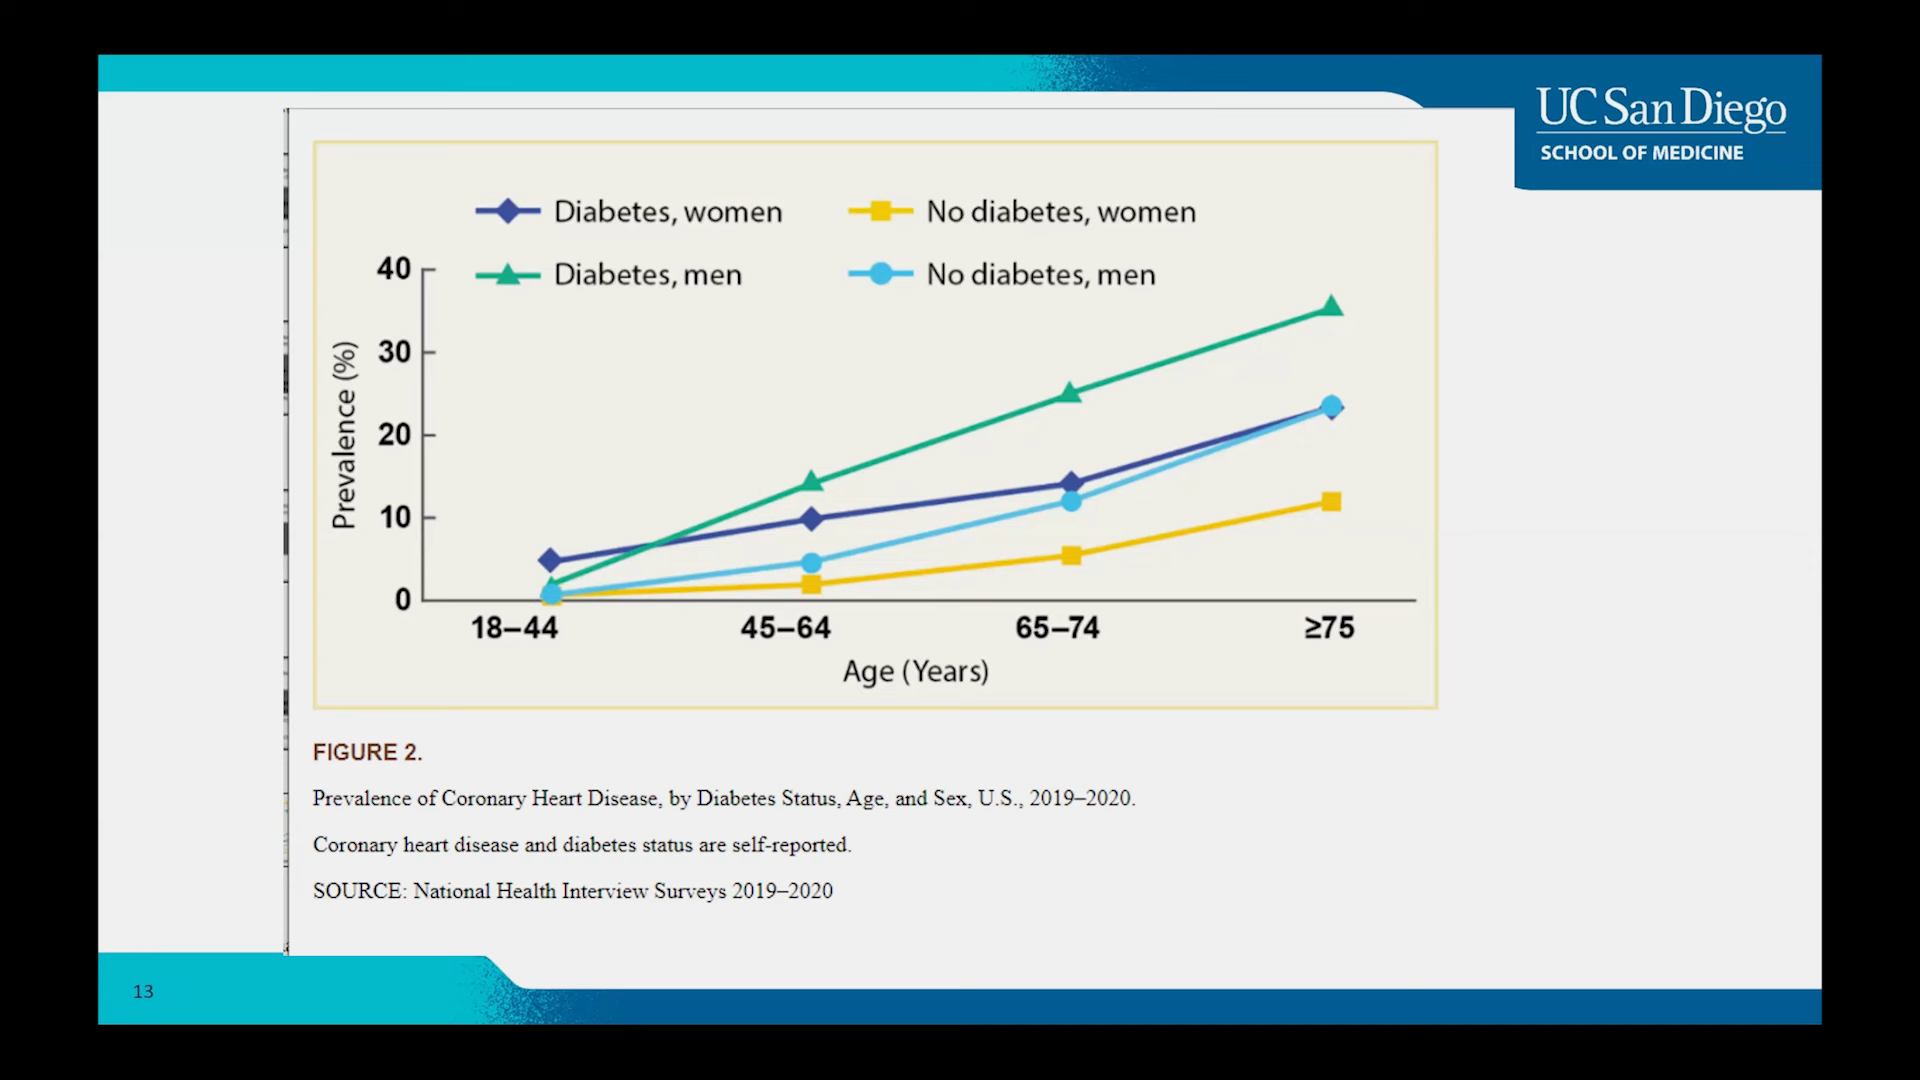 UC San Diego
SCHOOL OF MEDICINE
Diabetes, women
No diabetes, women
Diabetes, men
No diabetes, men
40
30
20
10
0
Prevalence (%)
18–44
45–64
65–74
≥75
Age (Years)
FIGURE 2.
Prevalence of Coronary Heart Disease, by Diabetes Status, Age, and Sex, U.S., 2019–2020.
Coronary heart disease and diabetes status are self-reported.
SOURCE: National Health Interview Surveys 2019–2020
13